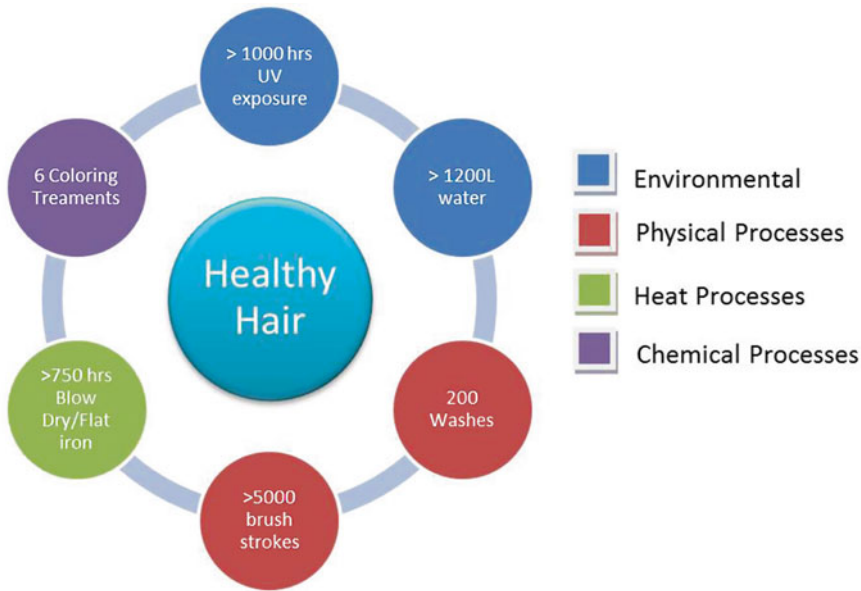 > 1000 hrs
UV
exposure
6 Coloring
Treaments
> 1200L
water
Healthy
Hair
>750 hrs
Blow
Dry/Flat
iron
200
Washes
>5000
brush
strokes
Environmental
Physical Processes
Heat Processes
Chemical Processes